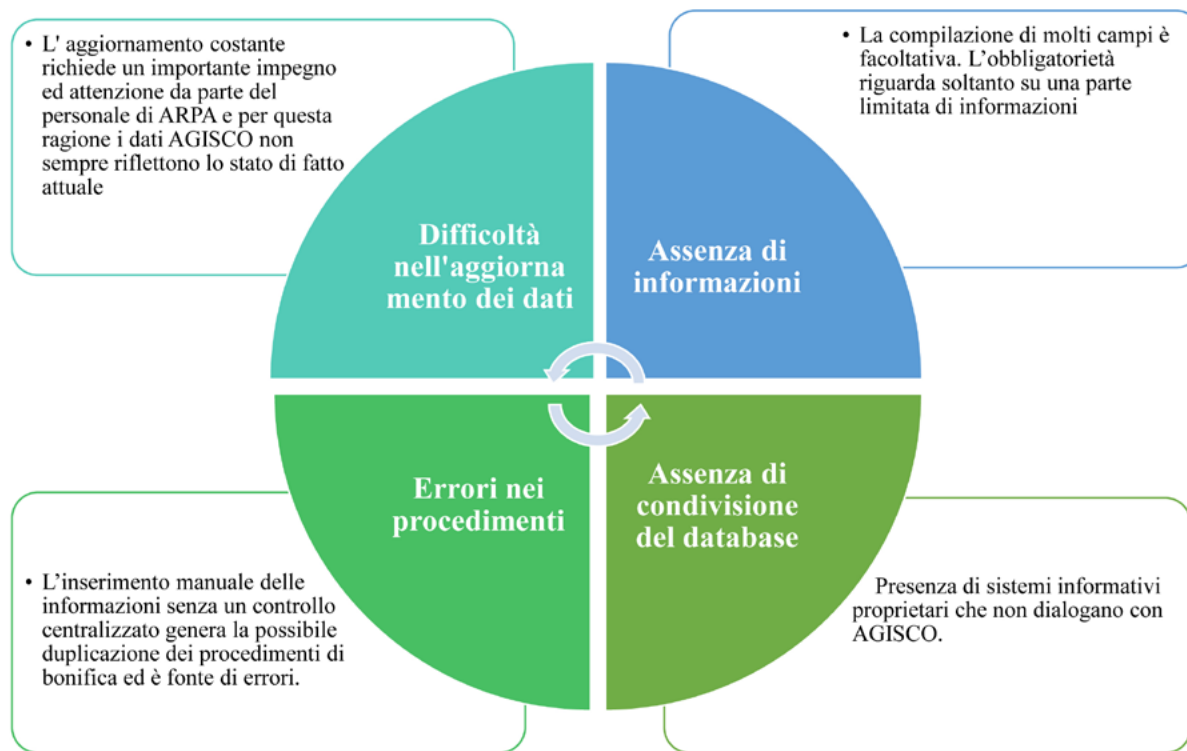 • L' aggiornamento costante
richiede un importante impegno
ed attenzione da parte del
personale di ARPA e per questa
ragione i dati AGISCO non
sempre riflettono lo stato di fatto
attuale
• La compilazione di molti campi è
facoltativa. L’obbligatorietà
riguarda soltanto su una parte
limitata di informazioni
Difficoltà
nell'aggiorna
mento dei dati
Assenza di
informazioni
Errori nei
procedimenti
Assenza di
condivisione
del database
• L’inserimento manuale delle
informazioni senza un controllo
centralizzato genera la possibile
duplicazione dei procedimenti di
bonifica ed è fonte di errori.
Presenza di sistemi informativi
proprietari che non dialogano con
AGISCO.